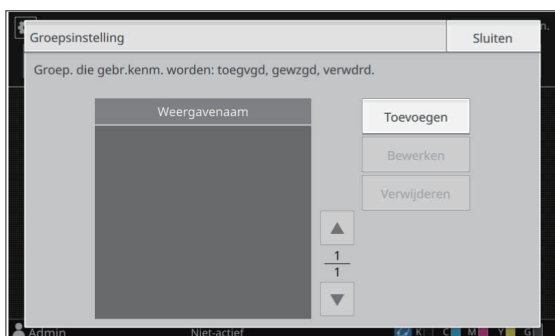 Groepsinstelling
Sluiten
n.
Groep. die gebr.kenm. worden: toegvgd, gewzgd, verwdrd.
Weergavenaam
Toevoegen
Bewerken
Verwijderen
1
1
Admin
Niet-actief
K
C
M
Y
G